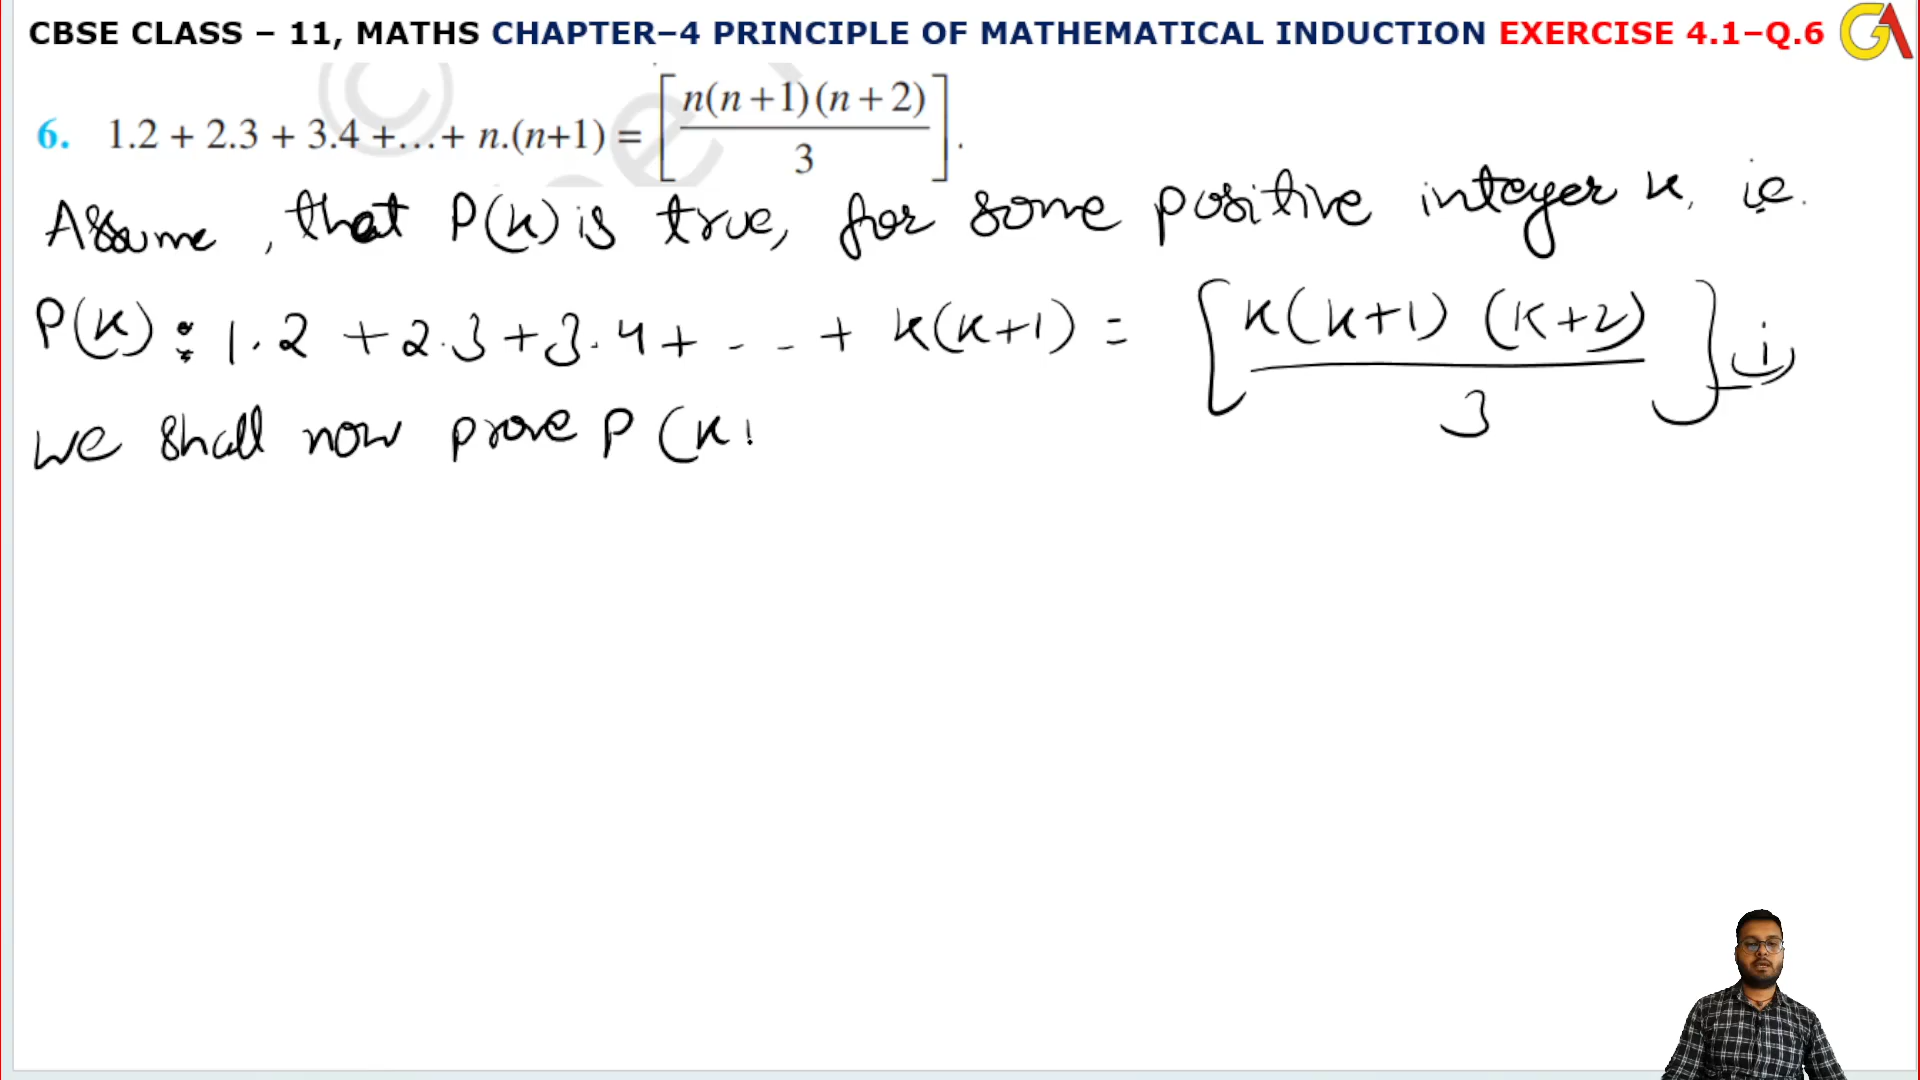 CBSE CLASS – 11, MATHS CHAPTER–4 PRINCIPLE OF MATHEMATICAL INDUCTION EXERCISE 4.1–Q.6 GA
6. 1.2 + 2.3 + 3.4 +...+ n.(n+1) = [n(n+1)(n+2)/3].
Assume, that P(k) is true, for some positive integer k, i.e.
P(k) : 1.2 + 2.3 + 3.4 + - - + k(k+1) = [k(k+1) (k+2)/3] — (i)
we shall now prove P (k